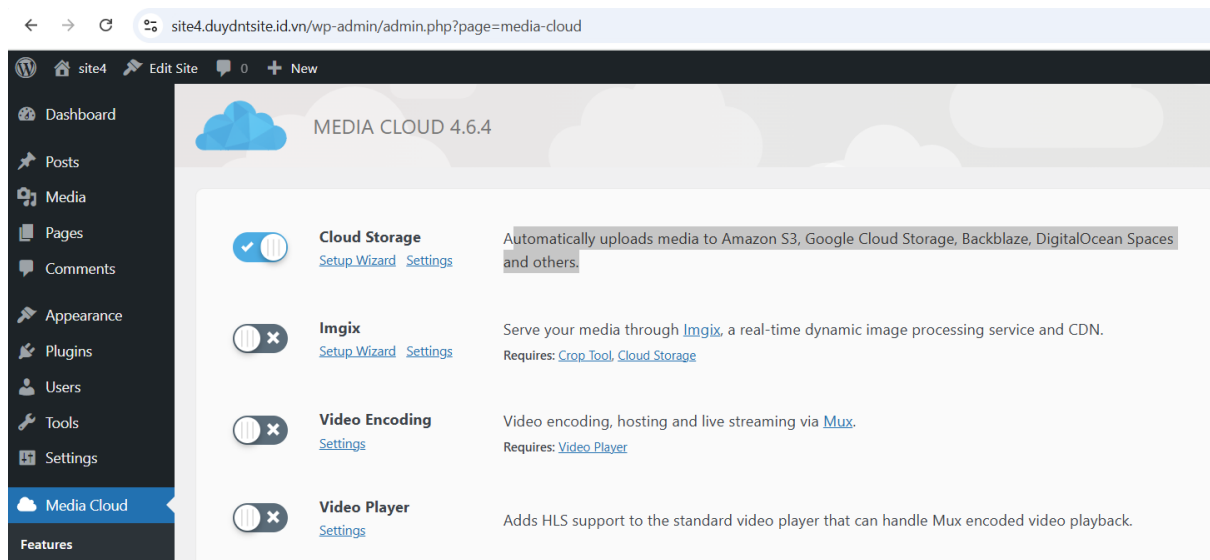 site4.duydntsite.id.vn/wp-admin/admin.php?page=media-cloud
site4 Edit Site 0 New
Dashboard
Posts
Media
Pages
Comments
Appearance
Plugins
Users
Tools
Settings
Media Cloud
Features
MEDIA CLOUD 4.6.4
Cloud Storage
Setup Wizard Settings
Automatically uploads media to Amazon S3, Google Cloud Storage, Backblaze, DigitalOcean Spaces
and others.
Imgix
Setup Wizard Settings
Serve your media through Imgix, a real-time dynamic image processing service and CDN.
Requires: Crop Tool, Cloud Storage
Video Encoding
Settings
Video encoding, hosting and live streaming via Mux.
Requires: Video Player
Video Player
Settings
Adds HLS support to the standard video player that can handle Mux encoded video playback.